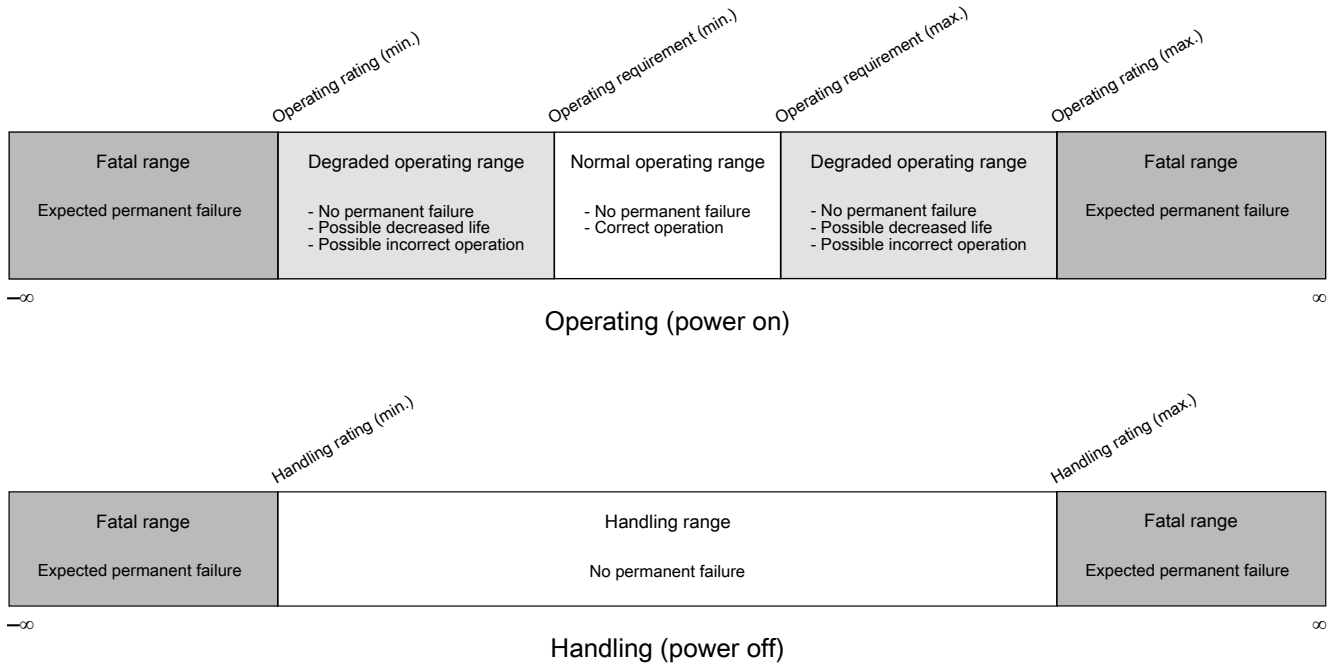 Operating rating (min.)
Operating requirement (min.)
Operating requirement (max.)
Operating rating (max.)
Fatal range
Expected permanent failure
Degraded operating range
- No permanent failure
- Possible decreased life
- Possible incorrect operation
Normal operating range
- No permanent failure
- Correct operation
Degraded operating range
- No permanent failure
- Possible decreased life
- Possible incorrect operation
Fatal range
Expected permanent failure
–∞
∞
Operating (power on)
Handling rating (min.)
Handling rating (max.)
Fatal range
Expected permanent failure
Handling range
No permanent failure
Fatal range
Expected permanent failure
–∞
∞
Handling (power off)